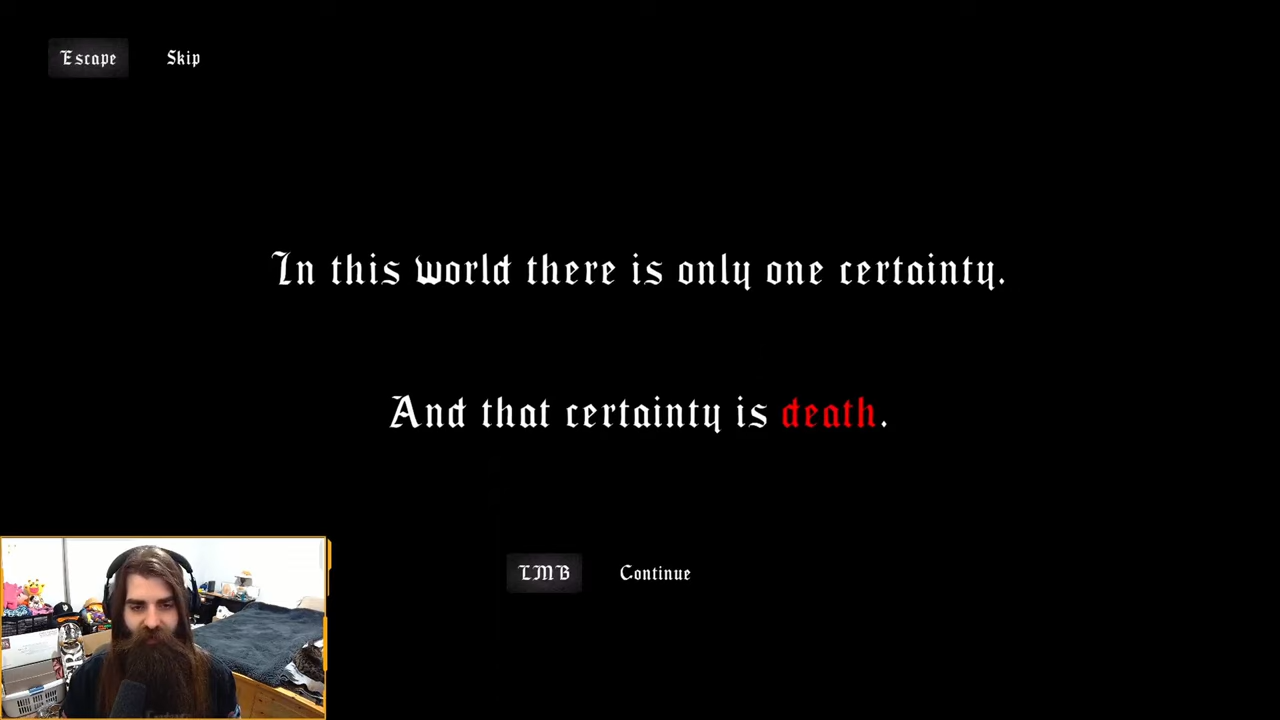 Escape Skip
In this world there is only one certainty.
And that certainty is death.
LMB Continue